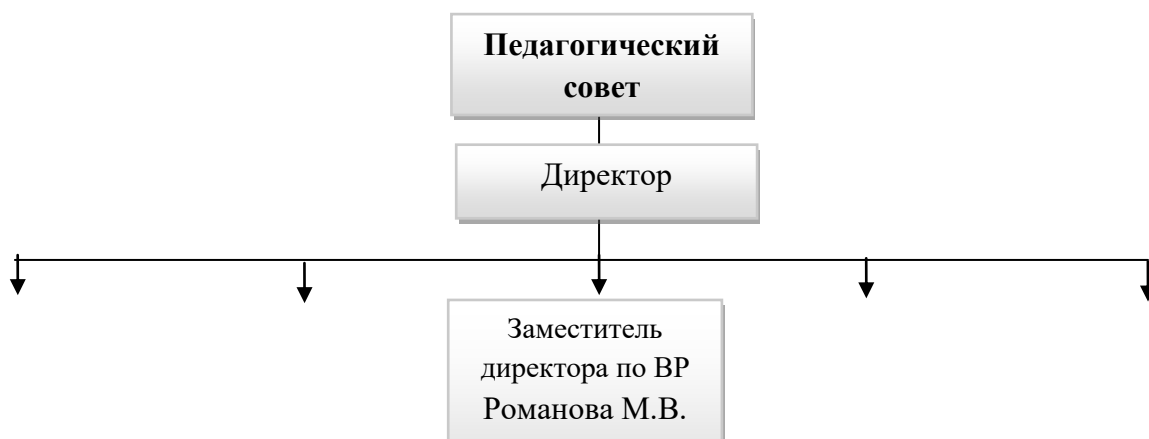 Педагогический
совет
Директор
Заместитель
директора по ВР
Романова М.В.